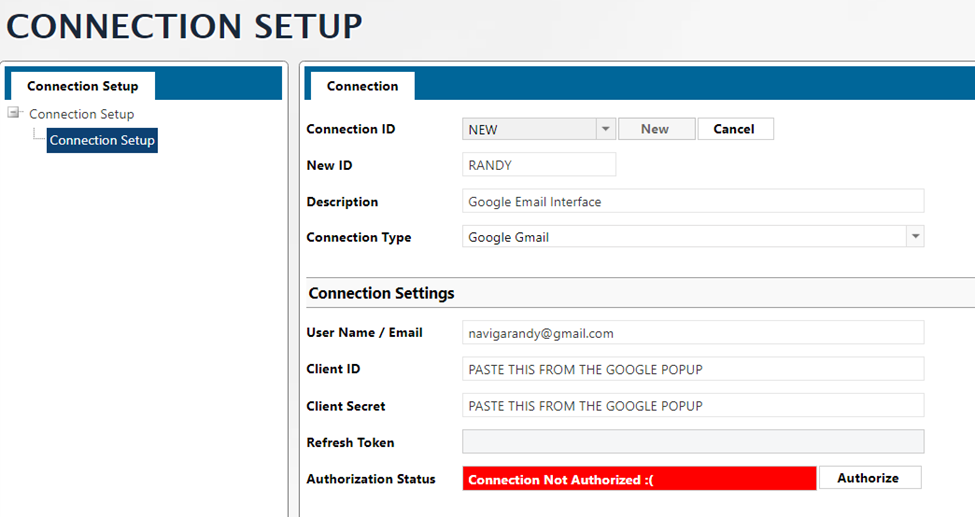 CONNECTION SETUP
Connection Setup
Connection Setup
Connection Setup
Connection
Connection ID NEW New Cancel
New ID RANDY
Description Google Email Interface
Connection Type Google Gmail
Connection Settings
User Name / Email navigarandy@gmail.com
Client ID PASTE THIS FROM THE GOOGLE POPUP
Client Secret PASTE THIS FROM THE GOOGLE POPUP
Refresh Token
Authorization Status Connection Not Authorized :( Authorize